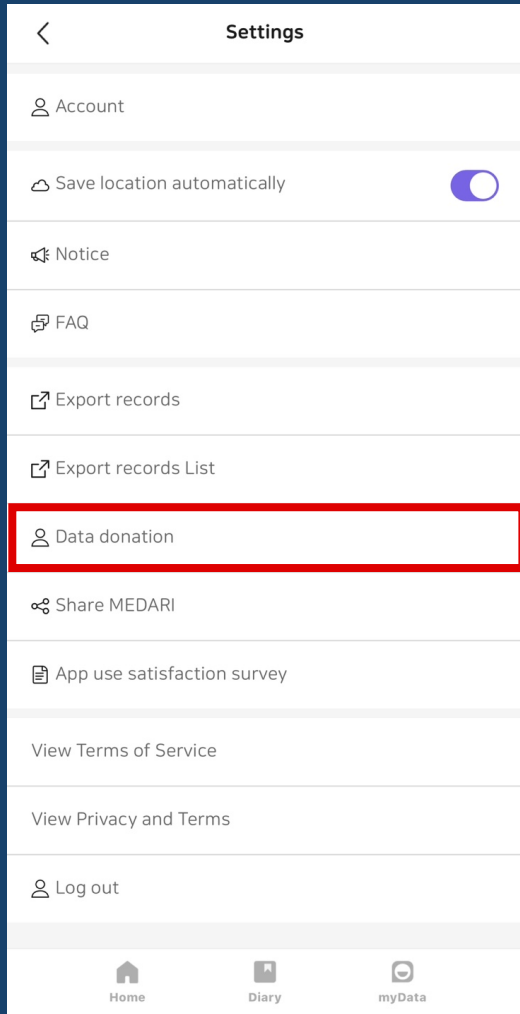 Settings
Account
Save location automatically
Notice
FAQ
Export records
Export records List
Data donation
Share MEDARI
App use satisfaction survey
View Terms of Service
View Privacy and Terms
Log out
Home
Diary
myData